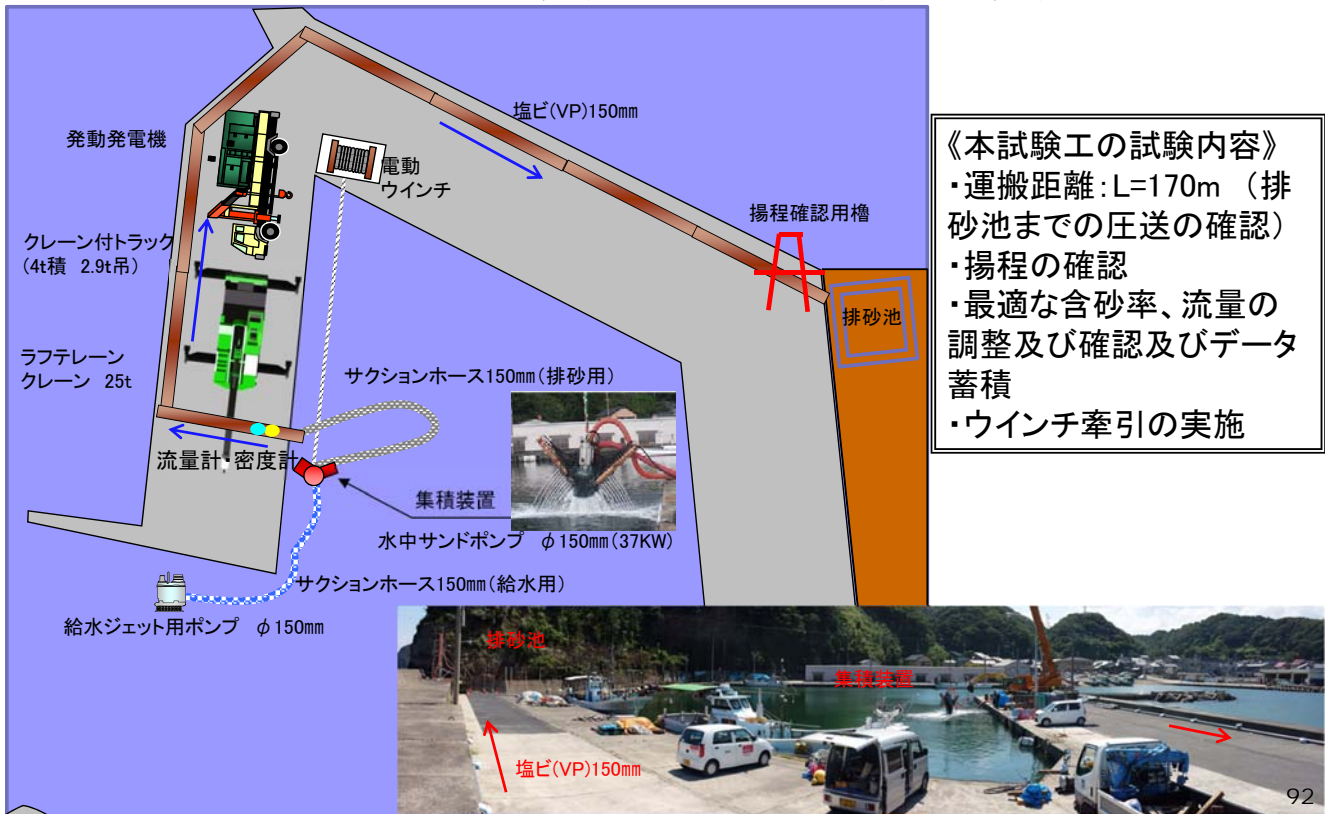 塩ビ(VP)150mm
発動発電機
電動
ウインチ
揚程確認用櫓
クレーン付トラック
(4t積 2.9t吊)
排砂池
ラフテレーン
クレーン 25t
サクションホース150mm(排砂用)
流量計・密度計
集積装置
水中サンドポンプ φ150mm(37KW)
サクションホース150mm(給水用)
給水ジェット用ポンプ φ150mm
《本試験工の試験内容》
・運搬距離:L=170m (排
砂池までの圧送の確認)
・揚程の確認
・最適な含砂率、流量の
調整及び確認及びデータ
蓄積
・ウインチ牽引の実施
排砂池
集積装置
塩ビ(VP)150mm
92